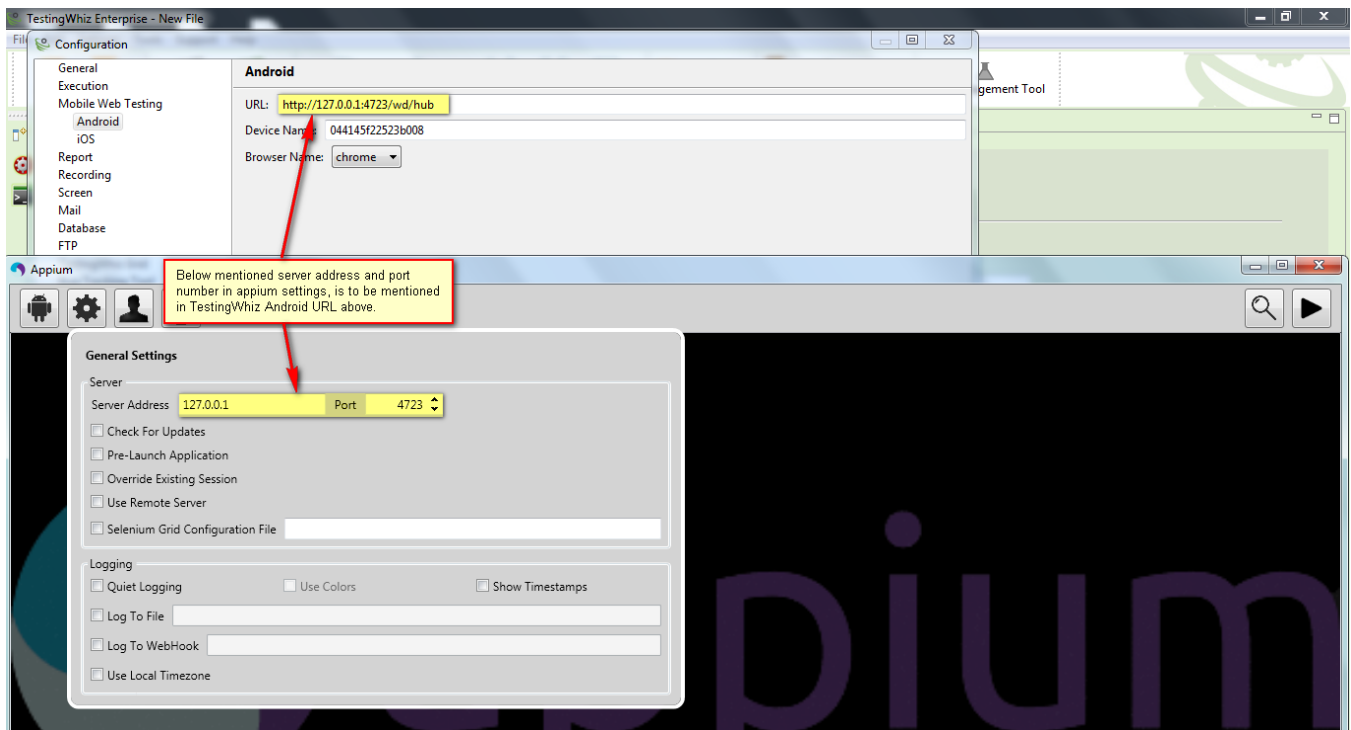 TestingWhiz Enterprise - New File
Configuration
General
Execution
Mobile Web Testing
Android
iOS
Report
Recording
Screen
Mail
Database
FTP
Android
URL: http://127.0.0.1:4723/wd/hub
Device Name: 044145f22523b008
Browser Name: chrome
gement Tool
Appium
Below mentioned server address and port
number in appium settings, is to be mentioned
in TestingWhiz Android URL above.
General Settings
Server
Server Address 127.0.0.1 Port 4723
Check For Updates
Pre-Launch Application
Override Existing Session
Use Remote Server
Selenium Grid Configuration File
Logging
Quiet Logging Use Colors Show Timestamps
Log To File
Log To WebHook
Use Local Timezone
appium